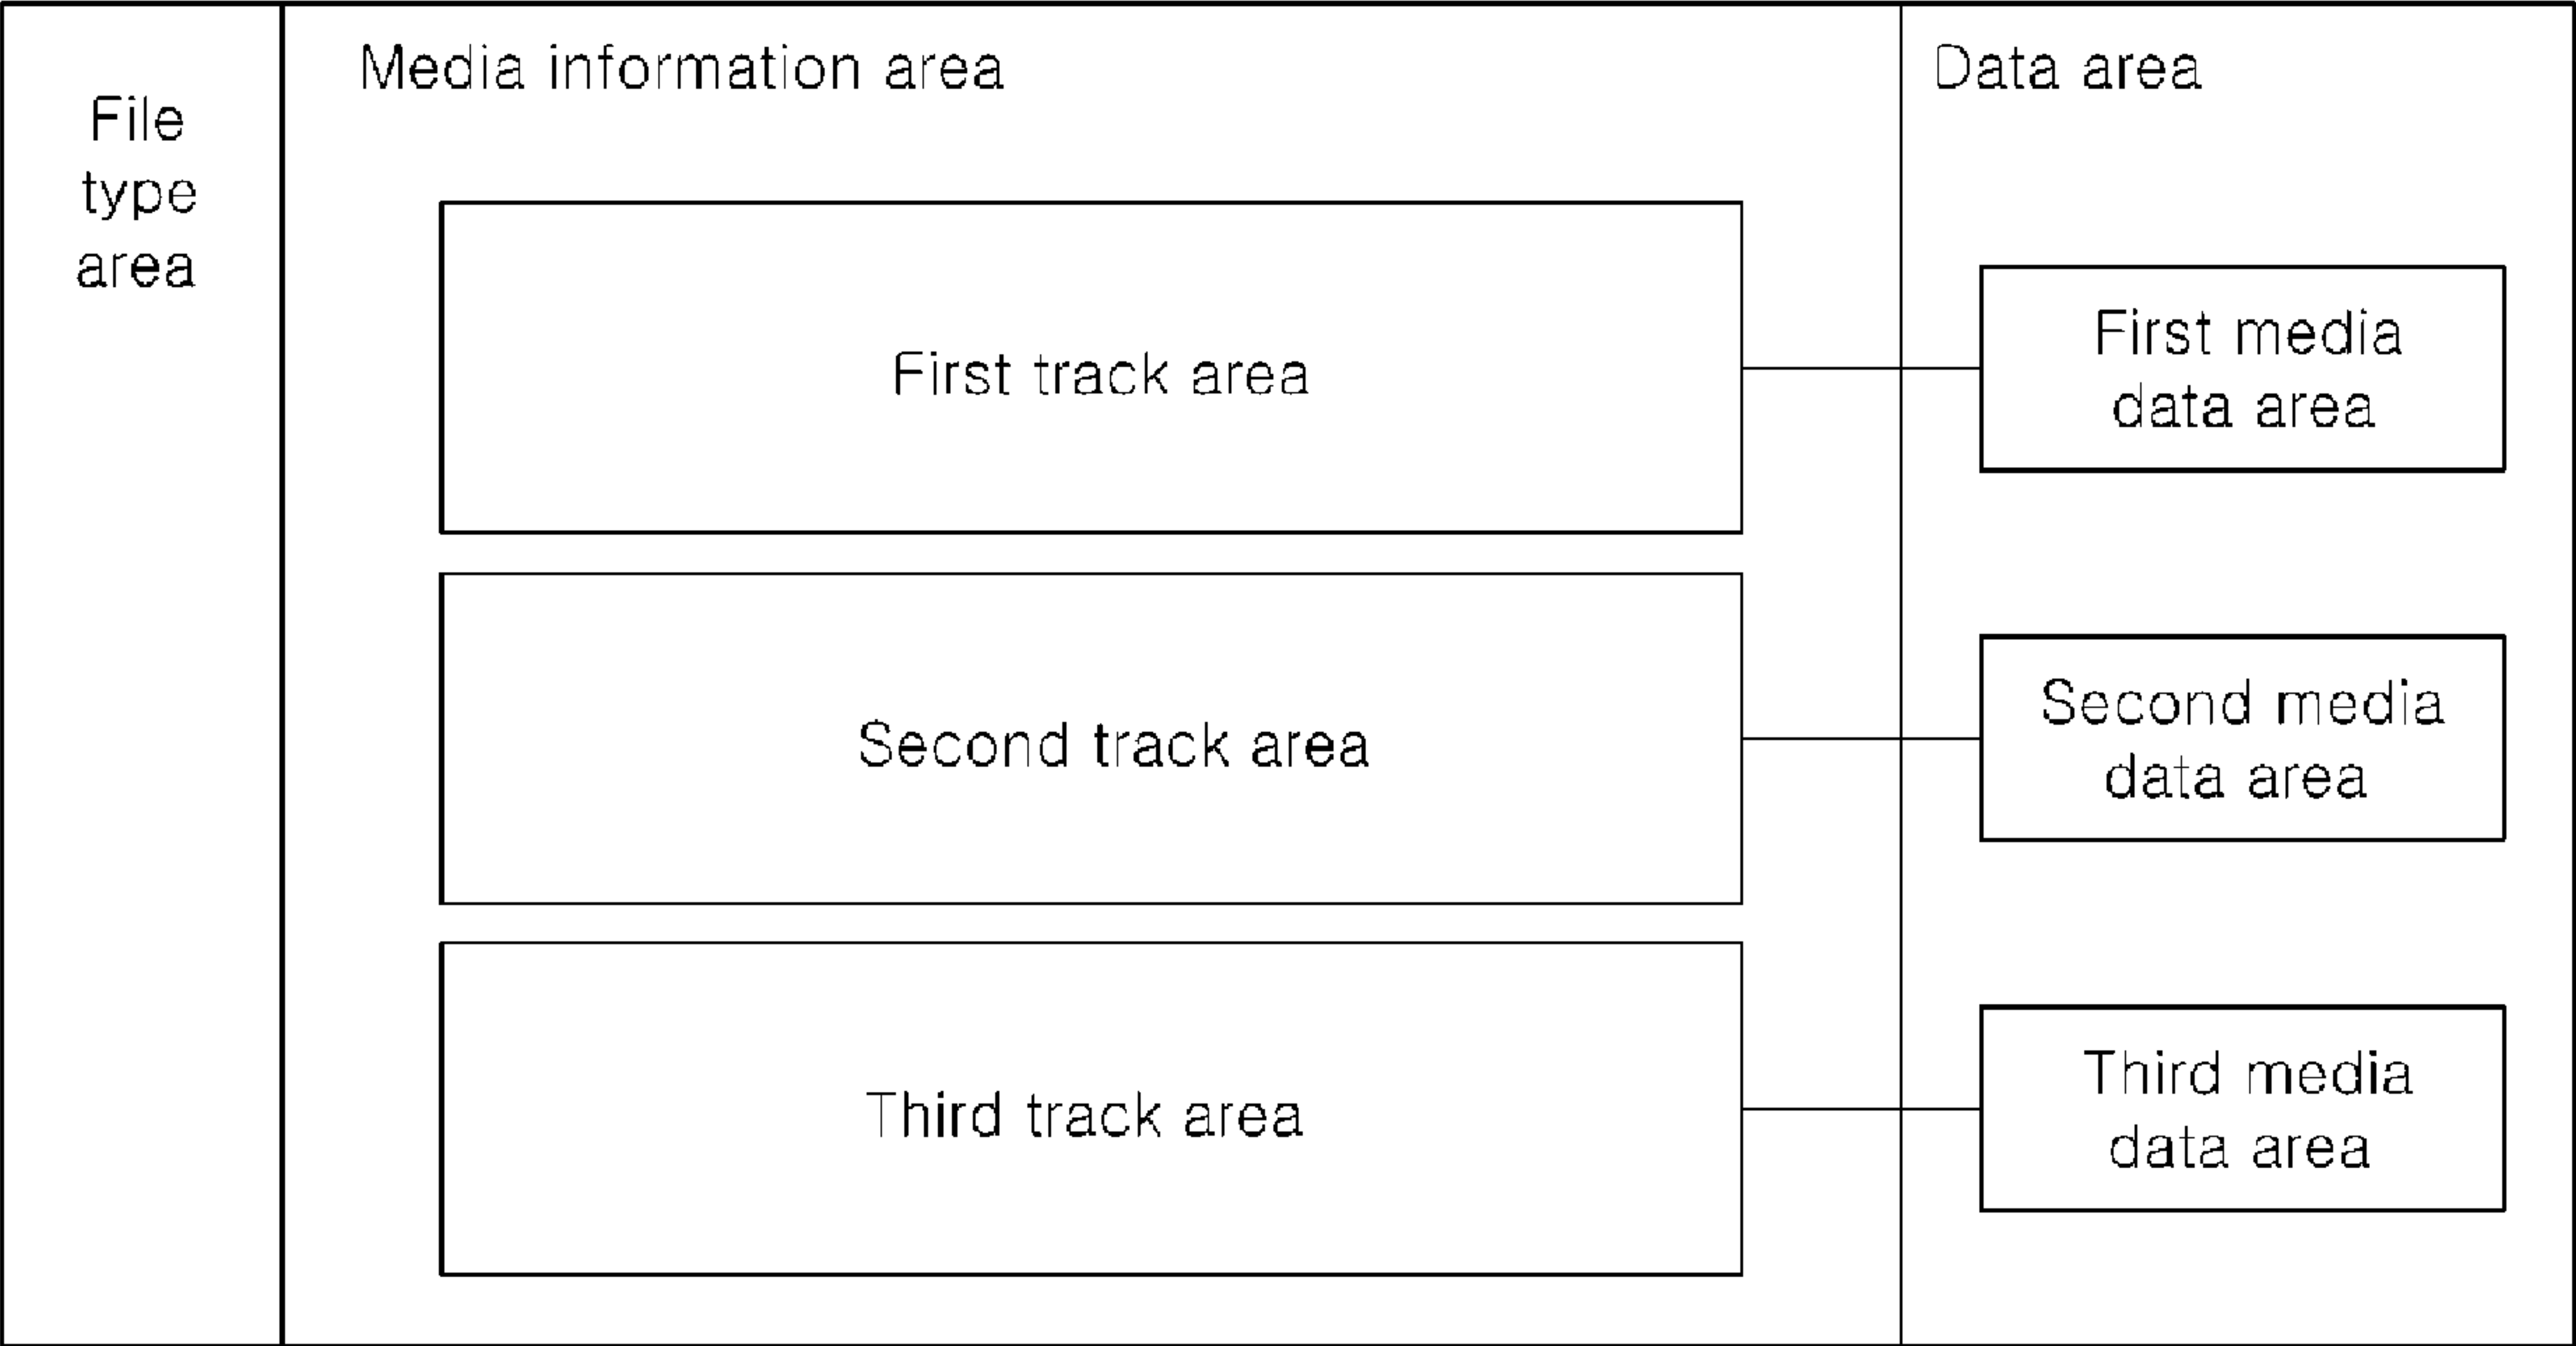 File
type
area
Media information area
First track area
Second track area
Third track area
Data area
First media
data area
Second media
data area
Third media
data area